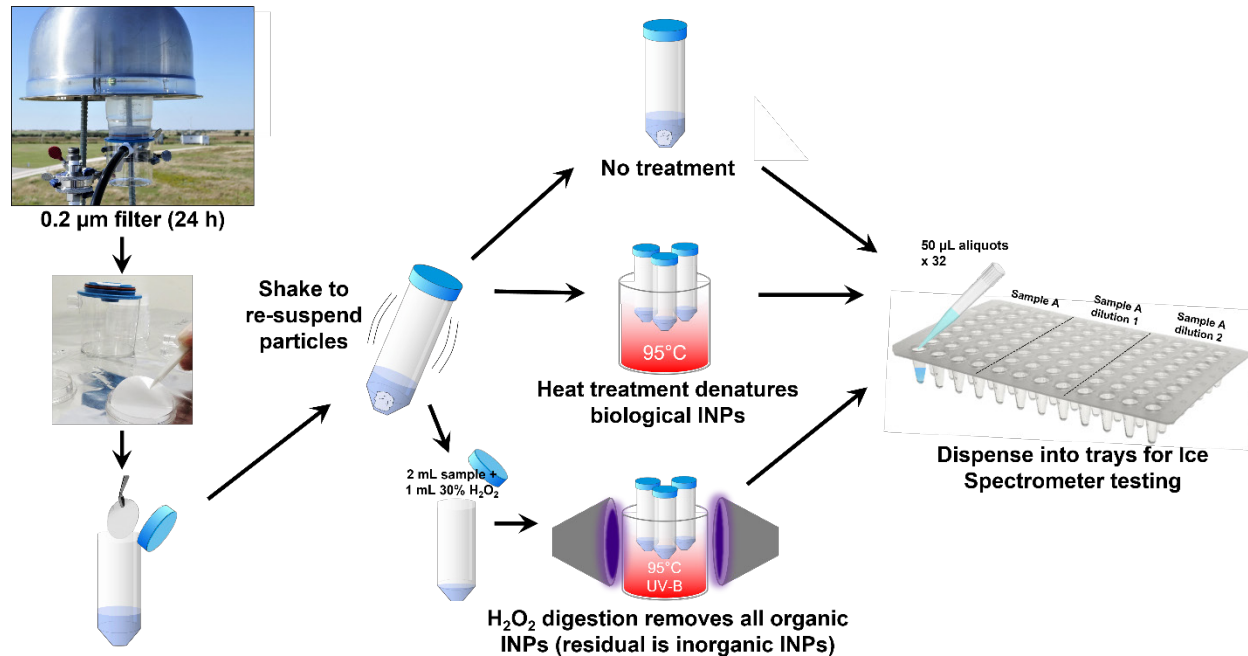 0.2 µm filter (24 h)
Shake to
re-suspend
particles
No treatment
95°C
Heat treatment denatures
biological INPs
2 mL sample +
1 mL 30% H₂O₂
95°C
UV-B
H₂O₂ digestion removes all organic
INPs (residual is inorganic INPs)
50 µL aliquots
x 32
Sample A
Sample A
dilution 1
Sample A
dilution 2
Dispense into trays for Ice
Spectrometer testing